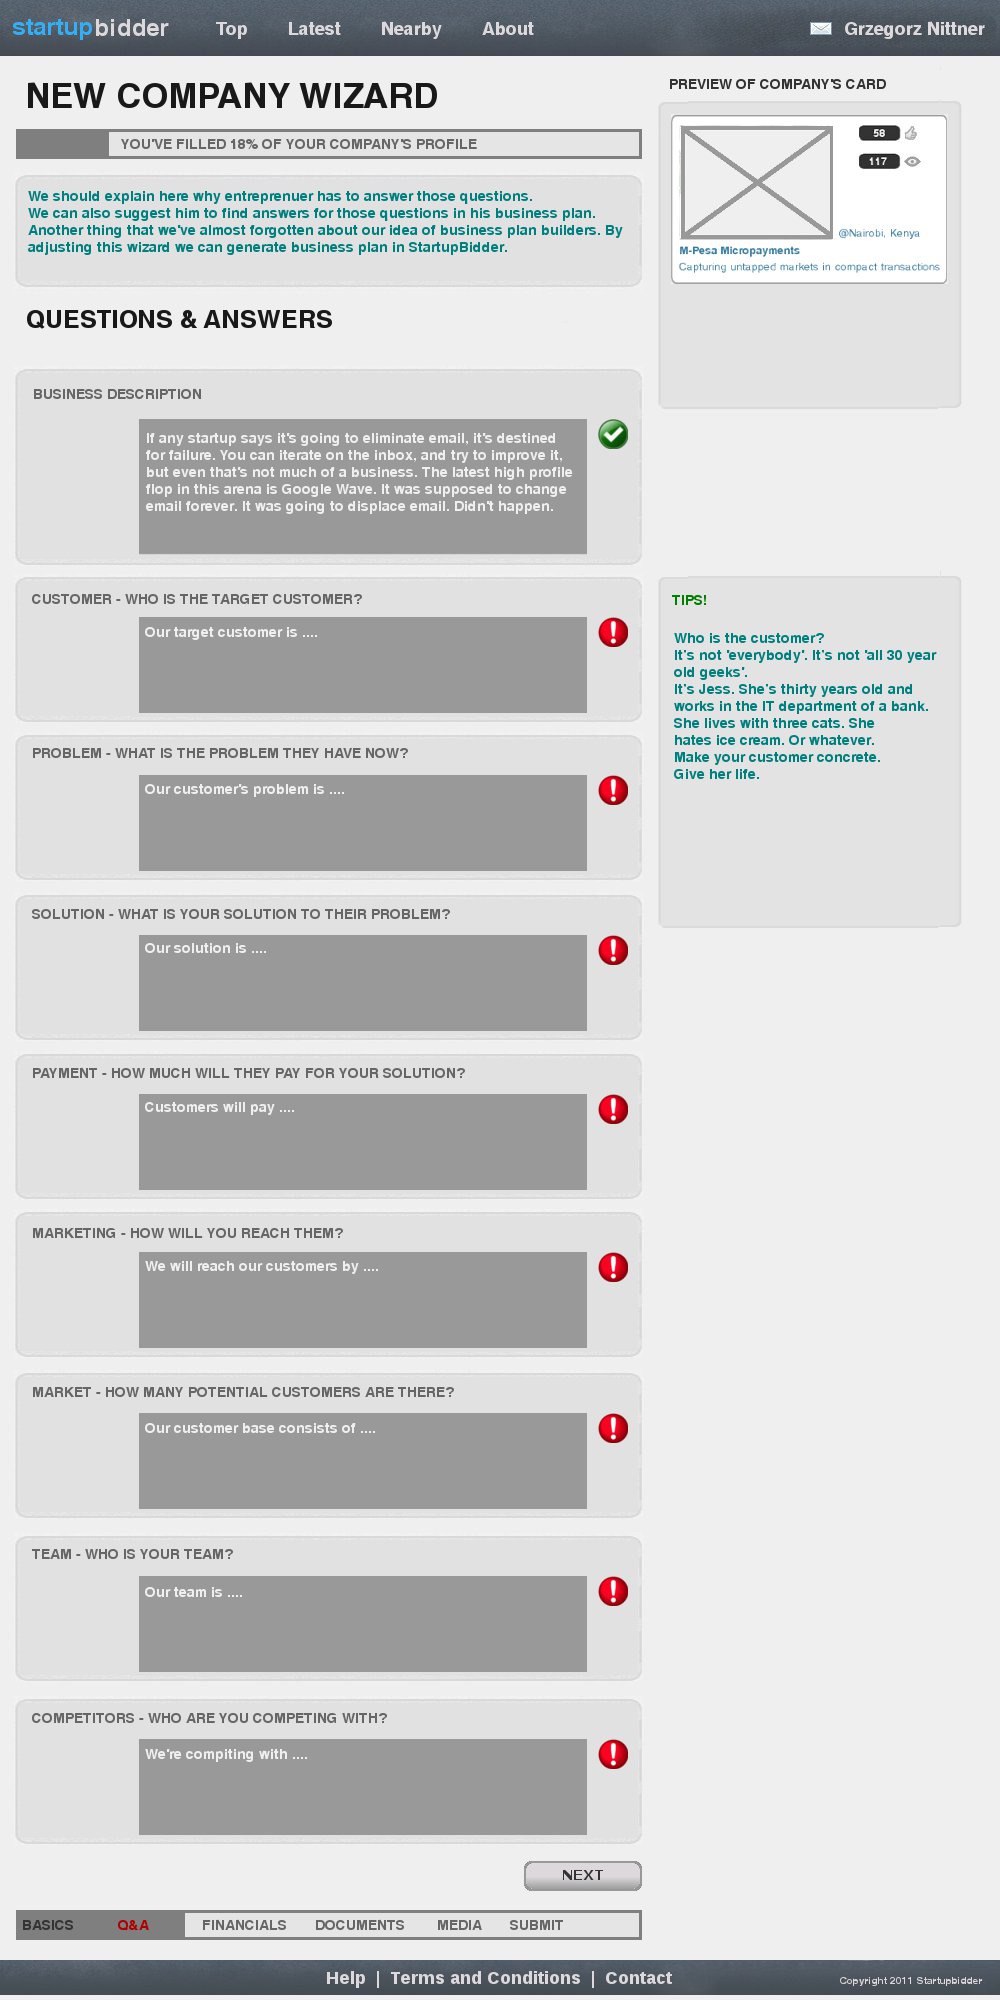 startupbidder Top Latest Nearby About Grzegorz Nittner
NEW COMPANY WIZARD
YOU'VE FILLED 18% OF YOUR COMPANY'S PROFILE
We should explain here why entreprenuer has to answer those questions.
We can also suggest him to find answers for those questions in his business plan.
Another thing that we've almost forgotten about our idea of business plan builders. By
adjusting this wizard we can generate business plan in StartupBidder.
PREVIEW OF COMPANY'S CARD
58
117
@Nairobi, Kenya
M-Pesa Micropayments
Capturing untapped markets in compact transactions
QUESTIONS & ANSWERS
BUSINESS DESCRIPTION
If any startup says it's going to eliminate email, it's destined
for failure. You can iterate on the inbox, and try to improve it,
but even that's not much of a business. The latest high profile
flop in this arena is Google Wave. It was supposed to change
email forever. It was going to displace email. Didn't happen.
CUSTOMER - WHO IS THE TARGET CUSTOMER?
Our target customer is ....
TIPS!
Who is the customer?
It's not 'everybody'. It's not 'all 30 year
old geeks'.
It's Jess. She's thirty years old and
works in the IT department of a bank.
She lives with three cats. She
hates ice cream. Or whatever.
Make your customer concrete.
Give her life.
PROBLEM - WHAT IS THE PROBLEM THEY HAVE NOW?
Our customer's problem is ....
SOLUTION - WHAT IS YOUR SOLUTION TO THEIR PROBLEM?
Our solution is ....
PAYMENT - HOW MUCH WILL THEY PAY FOR YOUR SOLUTION?
Customers will pay ....
MARKETING - HOW WILL YOU REACH THEM?
We will reach our customers by ....
MARKET - HOW MANY POTENTIAL CUSTOMERS ARE THERE?
Our customer base consists of ....
TEAM - WHO IS YOUR TEAM?
Our team is ....
COMPETITORS - WHO ARE YOU COMPETING WITH?
We're compiting with ....
NEXT
BASICS Q&A FINANCIALS DOCUMENTS MEDIA SUBMIT
Help | Terms and Conditions | Contact
Copyright 2011 Startupbidder